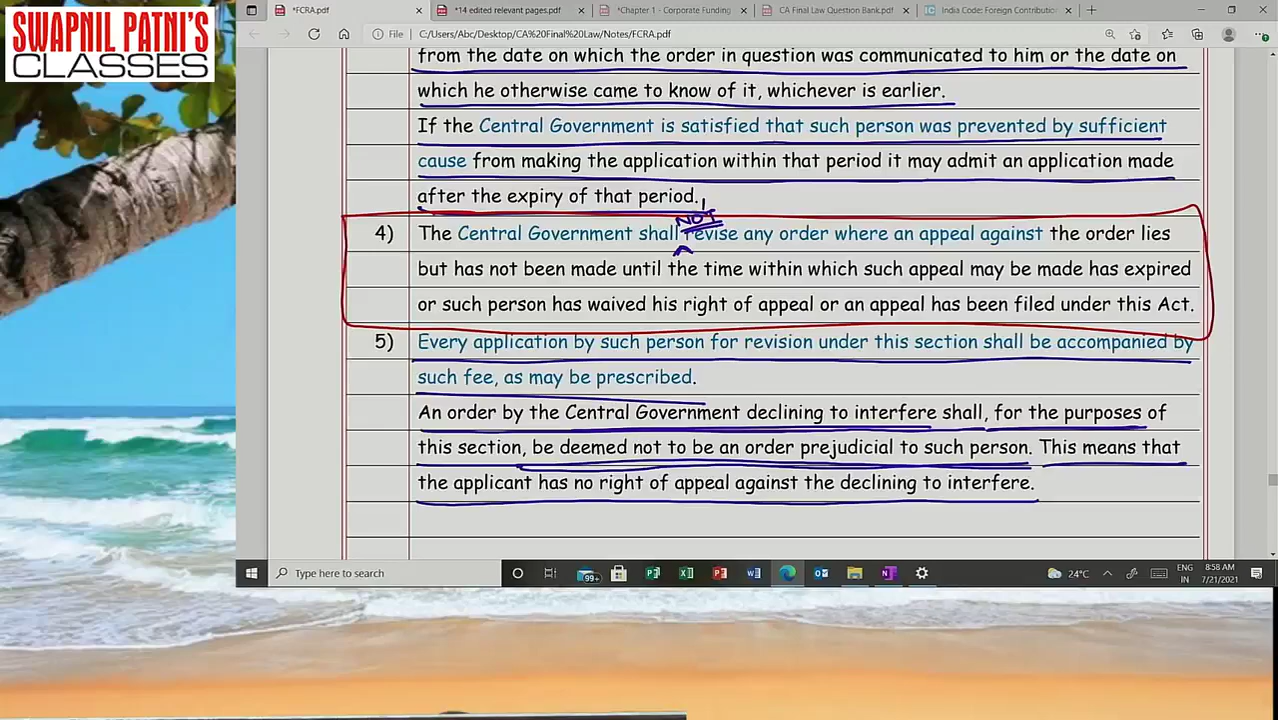 SWAPNIL PATNI'S
CLASSES
*FCRA.pdf
*14 edited relevant pages.pdf
*Chapter 1 - Corporate Funding
CA Final Law Question Bank.pdf
India Code: Foreign Contributio
File
C:/Users/Abc/Desktop/CA%20Final%20Law/Notes/FCRA.pdf
from the date on which the order in question was communicated to him or the date on
which he otherwise came to know of it, whichever is earlier.
If the Central Government is satisfied that such person was prevented by sufficient
cause from making the application within that period it may admit an application made
after the expiry of that period.
NOT
4) The Central Government shall revise any order where an appeal against the order lies
but has not been made until the time within which such appeal may be made has expired
or such person has waived his right of appeal or an appeal has been filed under this Act.
5) Every application by such person for revision under this section shall be accompanied by
such fee, as may be prescribed.
An order by the Central Government declining to interfere shall, for the purposes of
this section, be deemed not to be an order prejudicial to such person. This means that
the applicant has no right of appeal against the declining to interfere.
Type here to search
99+
24°C
ENG
IN
8:58 AM
7/21/2021